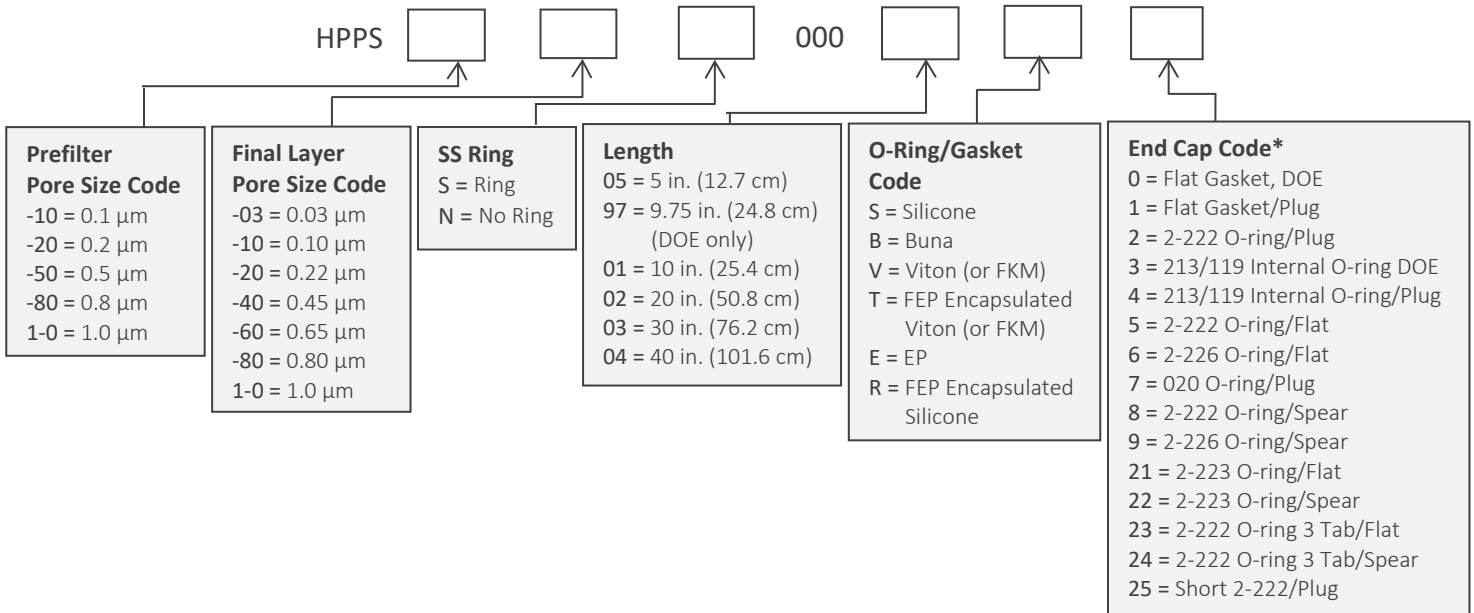 HPPS 000
Prefilter
Pore Size Code
-10 = 0.1 µm
-20 = 0.2 µm
-50 = 0.5 µm
-80 = 0.8 µm
1-0 = 1.0 µm
Final Layer
Pore Size Code
-03 = 0.03 µm
-10 = 0.10 µm
-20 = 0.22 µm
-40 = 0.45 µm
-60 = 0.65 µm
-80 = 0.80 µm
1-0 = 1.0 µm
SS Ring
S = Ring
N = No Ring
Length
05 = 5 in. (12.7 cm)
97 = 9.75 in. (24.8 cm)
(DOE only)
01 = 10 in. (25.4 cm)
02 = 20 in. (50.8 cm)
03 = 30 in. (76.2 cm)
04 = 40 in. (101.6 cm)
O-Ring/Gasket
Code
S = Silicone
B = Buna
V = Viton (or FKM)
T = FEP Encapsulated
Viton (or FKM)
E = EP
R = FEP Encapsulated
Silicone
End Cap Code*
0 = Flat Gasket, DOE
1 = Flat Gasket/Plug
2 = 2-222 O-ring/Plug
3 = 213/119 Internal O-ring DOE
4 = 213/119 Internal O-ring/Plug
5 = 2-222 O-ring/Flat
6 = 2-226 O-ring/Flat
7 = 020 O-ring/Plug
8 = 2-222 O-ring/Spear
9 = 2-226 O-ring/Spear
21 = 2-223 O-ring/Flat
22 = 2-223 O-ring/Spear
23 = 2-222 O-ring 3 Tab/Flat
24 = 2-222 O-ring 3 Tab/Spear
25 = Short 2-222/Plug